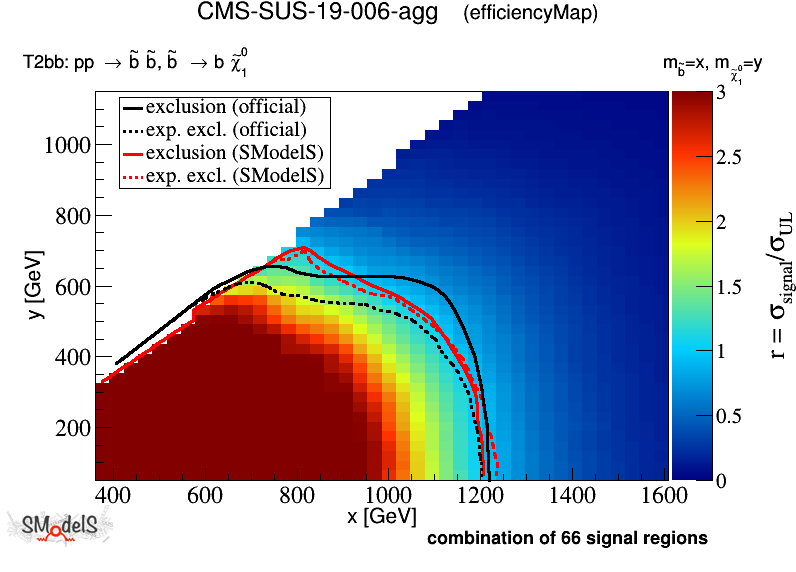 CMS-SUS-19-006-agg (efficiencyMap)
T2bb: pp → b̃ b̃, b̃ → b χ̃₁⁰
m_b̃=x, m_χ̃₁⁰=y
exclusion (official)
exp. excl. (official)
exclusion (SModelS)
exp. excl. (SModelS)
y [GeV]
1000
800
600
400
200
400 600 800 1000 1200 1400 1600
x [GeV]
3
2.5
2
1.5
1
0.5
0
r = σ_signal/σ_UL
SModelS
combination of 66 signal regions